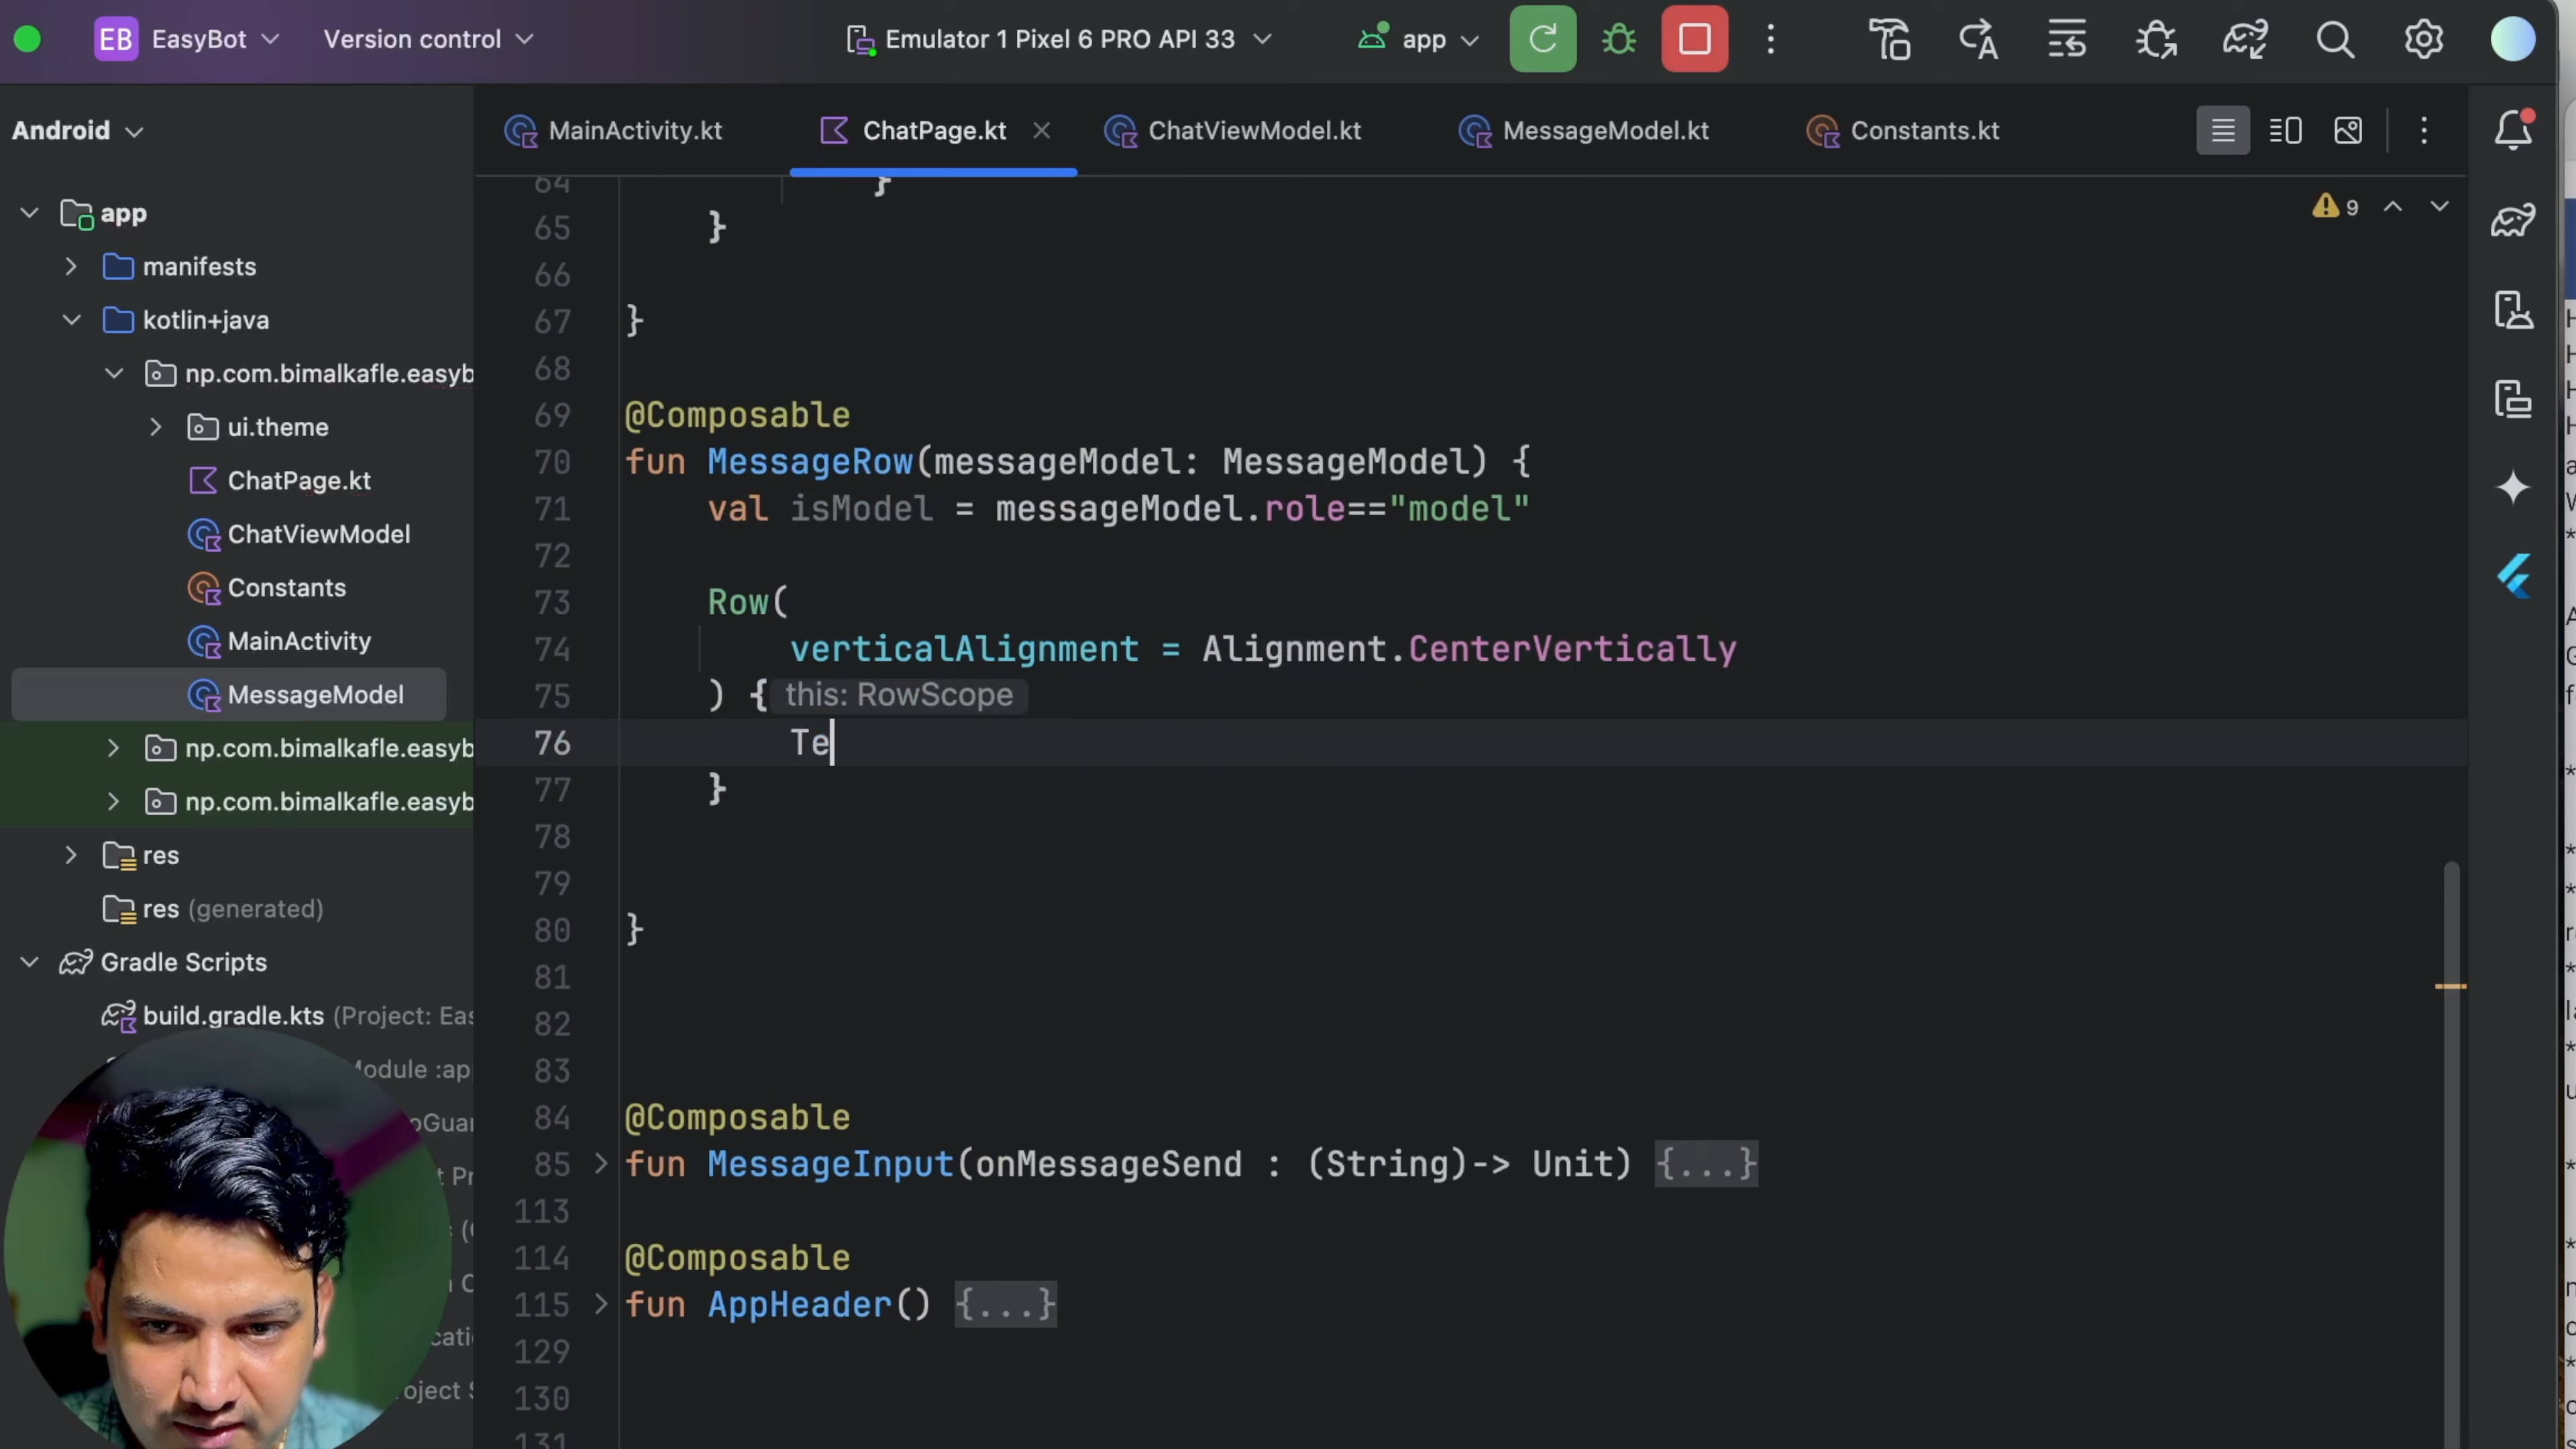 EB EasyBot Version control Emulator 1 Pixel 6 PRO API 33 app
Android
MainActivity.kt ChatPage.kt ChatViewModel.kt MessageModel.kt Constants.kt
app
manifests
kotlin+java
np.com.bimalkafle.easyb
ui.theme
ChatPage.kt
ChatViewModel
Constants
MainActivity
MessageModel
np.com.bimalkafle.easyb
np.com.bimalkafle.easyb
res
res (generated)
Gradle Scripts
build.gradle.kts (Project: Eas
Module :ap
9
64 }
65 }
66
67 }
68
69 @Composable
70 fun MessageRow(messageModel: MessageModel) {
71 val isModel = messageModel.role=="model"
72
73 Row(
74 verticalAlignment = Alignment.CenterVertically
75 ) { this: RowScope
76 Te
77 }
78
79
80 }
81
82
83
84 @Composable
85 fun MessageInput(onMessageSend : (String)-> Unit) {...}
113
114 @Composable
115 fun AppHeader() {...}
129
130
131